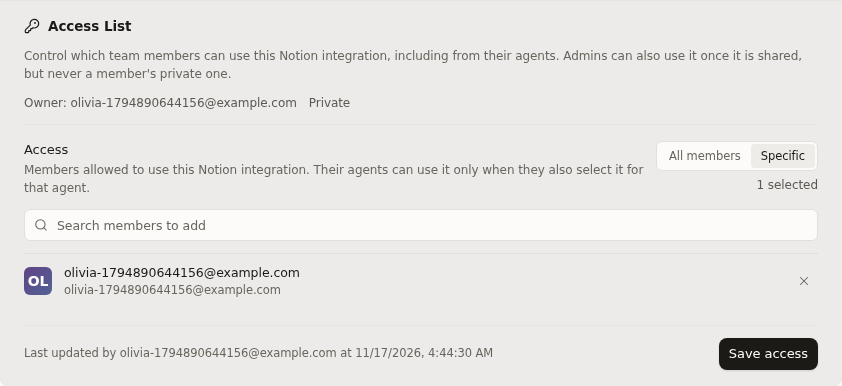 Access List
Control which team members can use this Notion integration, including from their agents. Admins can also use it once it is shared,
but never a member's private one.
Owner: olivia-1794890644156@example.com Private
Access
All members Specific
Members allowed to use this Notion integration. Their agents can use it only when they also select it for
that agent.
1 selected
Search members to add
OL
olivia-1794890644156@example.com
olivia-1794890644156@example.com
Last updated by olivia-1794890644156@example.com at 11/17/2026, 4:44:30 AM
Save access